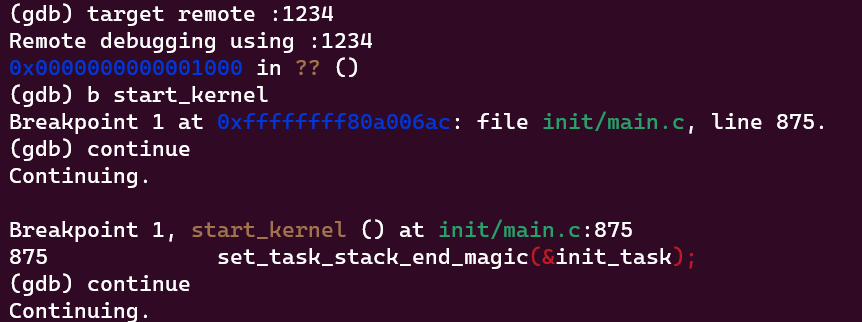 (gdb) target remote :1234
Remote debugging using :1234
0x0000000000001000 in ?? ()
(gdb) b start_kernel
Breakpoint 1 at 0xffffffff80a006ac: file init/main.c, line 875.
(gdb) continue
Continuing.

Breakpoint 1, start_kernel () at init/main.c:875
875             set_task_stack_end_magic(&init_task);
(gdb) continue
Continuing.